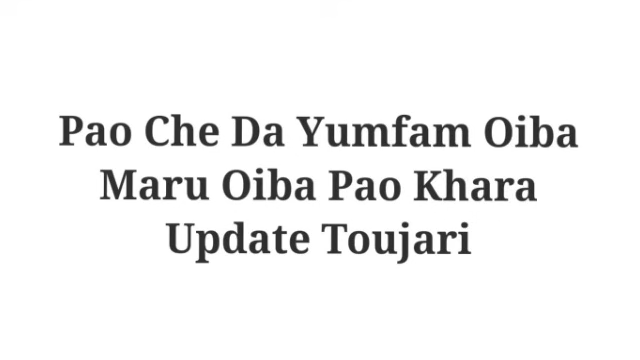 Pao Che Da Yumfam Oiba
Maru Oiba Pao Khara
Update Toujari